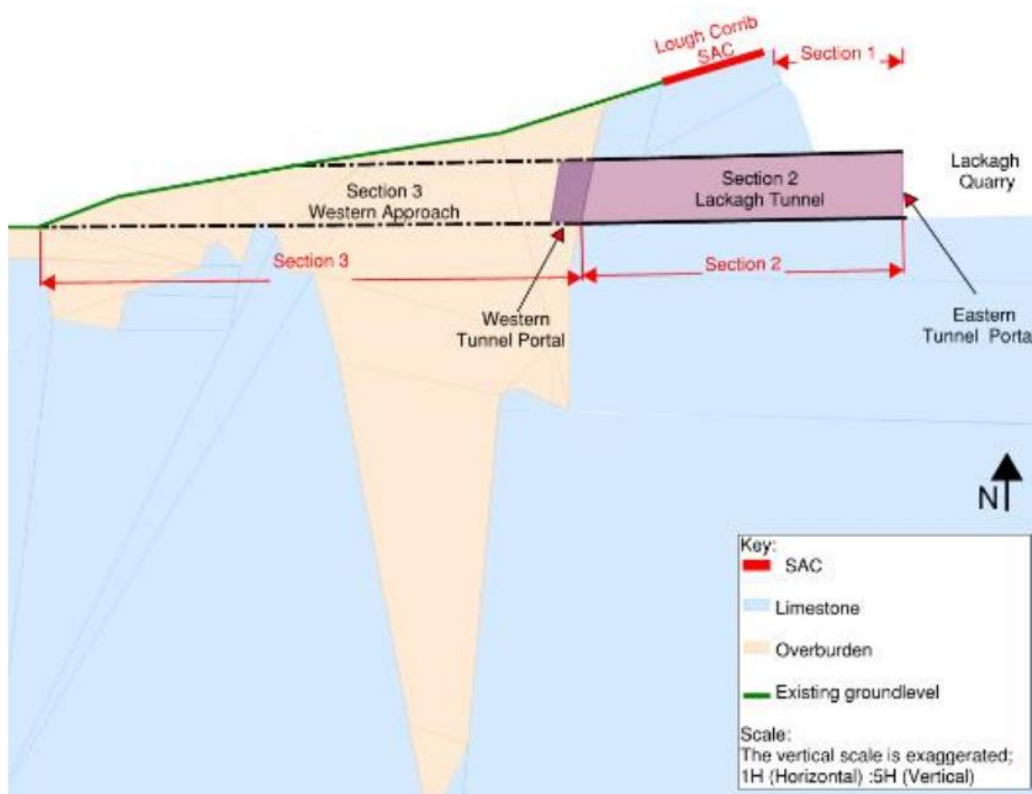 Lough Corrib
SAC
Section 1
Lackagh
Quarry
Section 3
Western Approach
Section 2
Lackagh Tunnel
Section 3
Section 2
Western
Tunnel Portal
Eastern
Tunnel Porta
N
Key:
SAC
Limestone
Overburden
Existing groundlevel
Scale:
The vertical scale is exaggerated;
1H (Horizontal) :5H (Vertical)